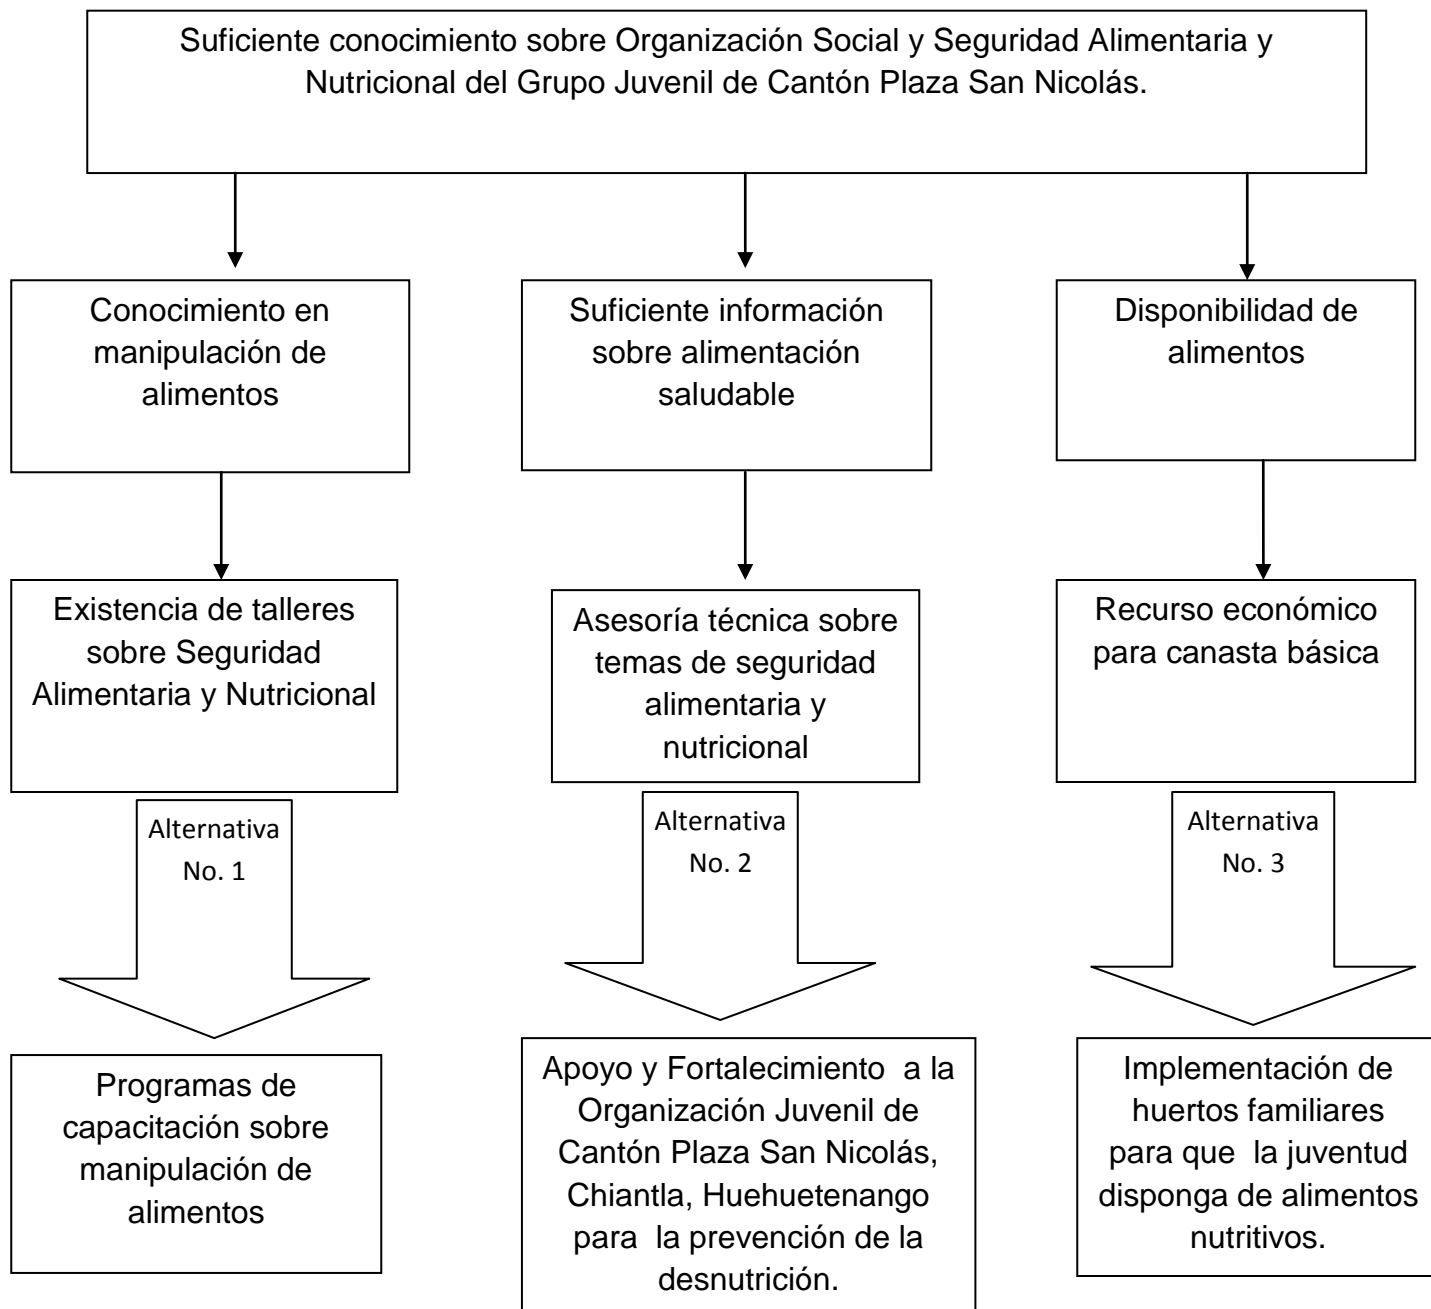 Suficiente conocimiento sobre Organización Social y Seguridad Alimentaria y
Nutricional del Grupo Juvenil de Cantón Plaza San Nicolás.
Conocimiento en
manipulación de
alimentos
Suficiente información
sobre alimentación
saludable
Disponibilidad de
alimentos
Existencia de talleres
sobre Seguridad
Alimentaria y Nutricional
Asesoría técnica sobre
temas de seguridad
alimentaria y
nutricional
Recurso económico
para canasta básica
Alternativa
No. 1
Alternativa
No. 2
Alternativa
No. 3
Programas de
capacitación sobre
manipulación de
alimentos
Apoyo y Fortalecimiento  a la
Organización Juvenil de
Cantón Plaza San Nicolás,
Chiantla, Huehuetenango
para  la prevención de la
desnutrición.
Implementación de
huertos familiares
para que  la juventud
disponga de alimentos
nutritivos.